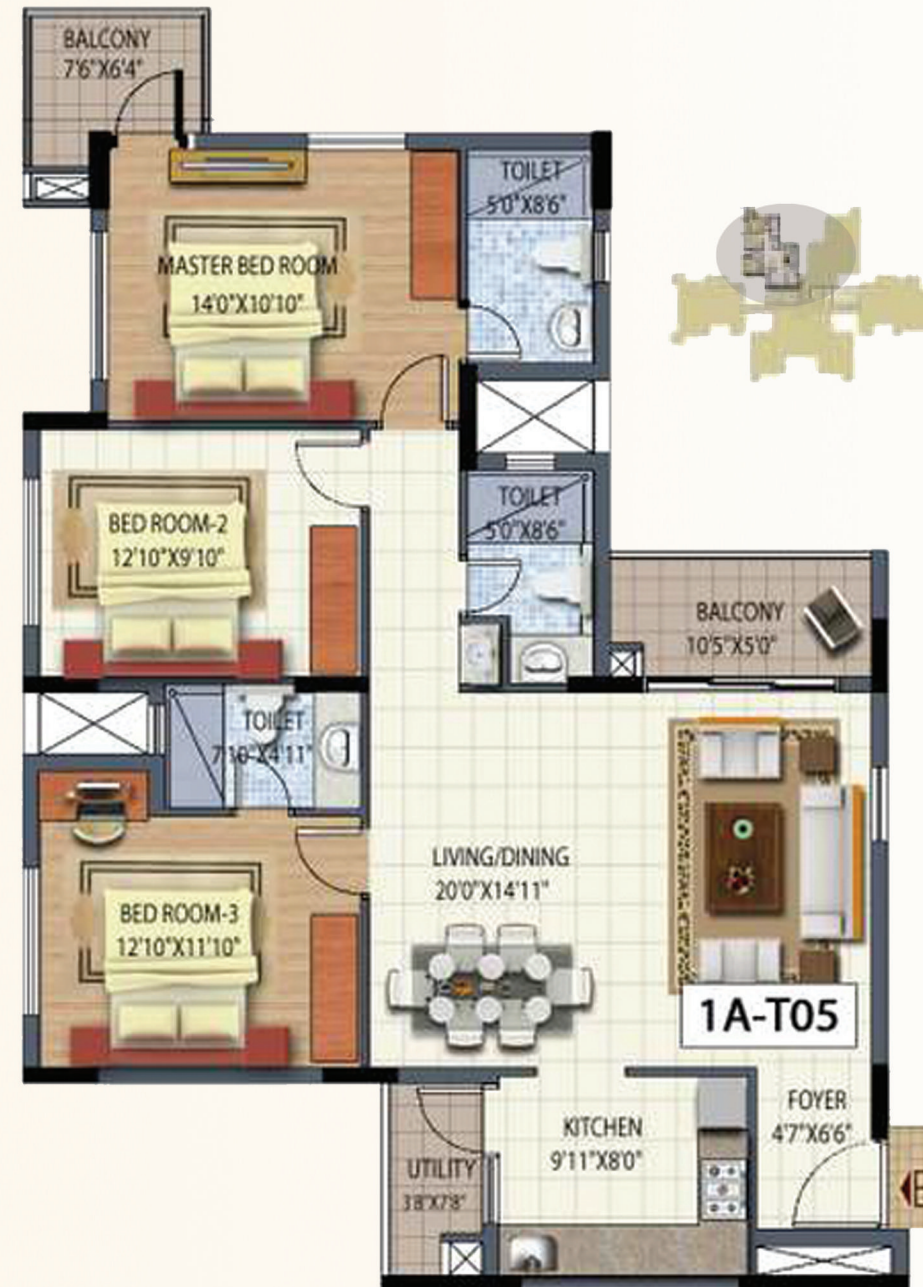 BALCONY
7'6"X6'4"
TOILET
5'0"X8'6"
MASTER BED ROOM
14'0"X10'10"
TOILET
5'0"X8'6"
BED ROOM-2
12'10"X9'10"
BALCONY
10'5"X5'0"
TOILET
7'10"X4'11"
LIVING/DINING
20'0"X14'11"
BED ROOM-3
12'10"X11'10"
1A-T05
FOYER
4'7"X6'6"
KITCHEN
9'11"X8'0"
UTILITY
3'8"X7'8"